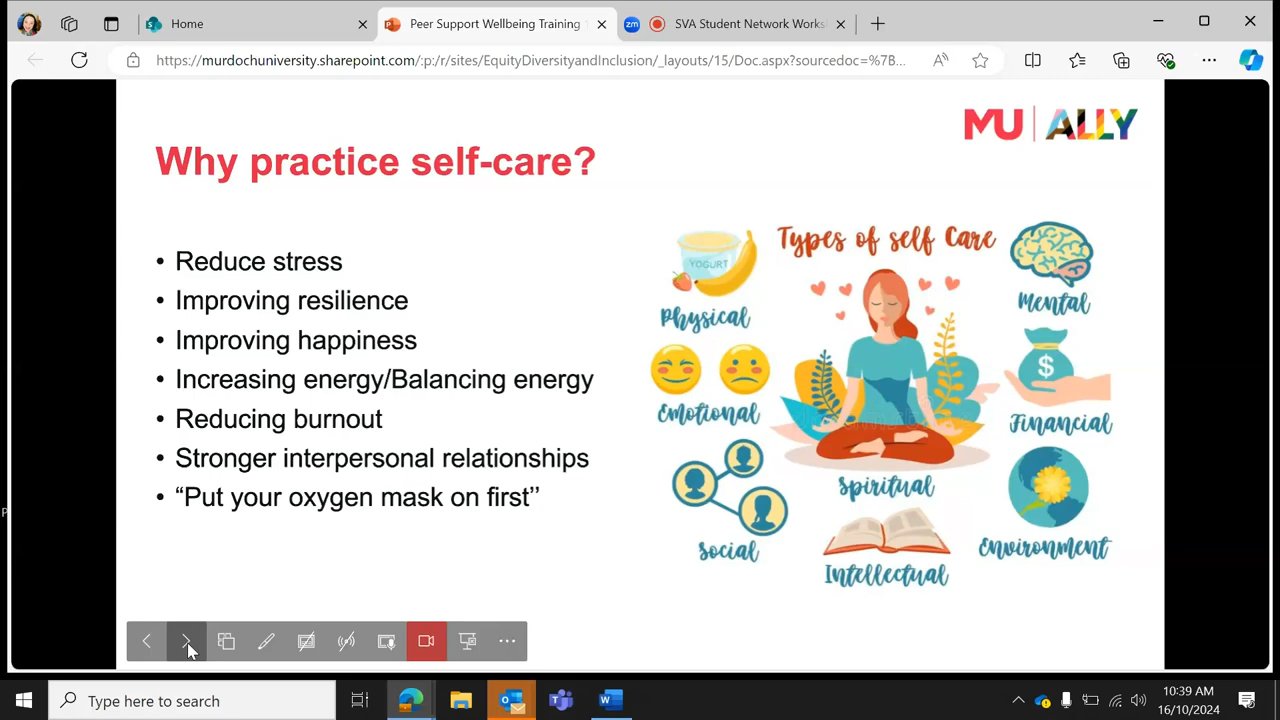 Home
Peer Support Wellbeing Training
zm
SVA Student Network Works
https://murdochuniversity.sharepoint.com/:p:/r/sites/EquityDiversityandInclusion/_layouts/15/Doc.aspx?sourcedoc=%7B...
MU | ALLY
Why practice self-care?
• Reduce stress
• Improving resilience
• Improving happiness
• Increasing energy/Balancing energy
• Reducing burnout
• Stronger interpersonal relationships
• “Put your oxygen mask on first’’
Types of self Care
YOGURT
Physical
Mental
Emotional
$
Financial
Spiritual
Social
Environment
Intellectual
Type here to search
10:39 AM
16/10/2024